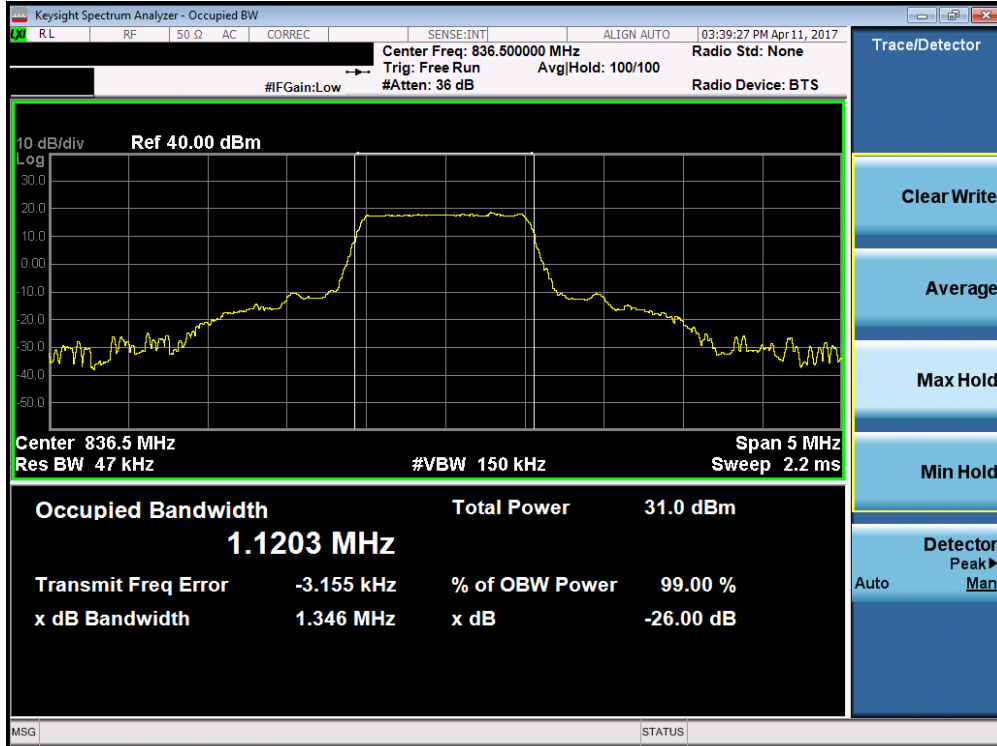 Keysight Spectrum Analyzer - Occupied BW
LXI RL RF 50 Ω AC CORREC SENSE:INT ALIGN AUTO 03:39:27 PM Apr 11, 2017
Center Freq: 836.500000 MHz Radio Std: None
Trig: Free Run Avg|Hold: 100/100
#IFGain:Low #Atten: 36 dB Radio Device: BTS
Trace/Detector
10 dB/div Ref 40.00 dBm
Log
30.0
20.0
10.0
0.00
-10.0
-20.0
-30.0
-40.0
-50.0
Center 836.5 MHz Span 5 MHz
Res BW 47 kHz #VBW 150 kHz Sweep 2.2 ms
Occupied Bandwidth Total Power 31.0 dBm
1.1203 MHz
Transmit Freq Error -3.155 kHz % of OBW Power 99.00 %
x dB Bandwidth 1.346 MHz x dB -26.00 dB
Clear Write
Average
Max Hold
Min Hold
Detector
Peak▶
Auto Man
MSG STATUS